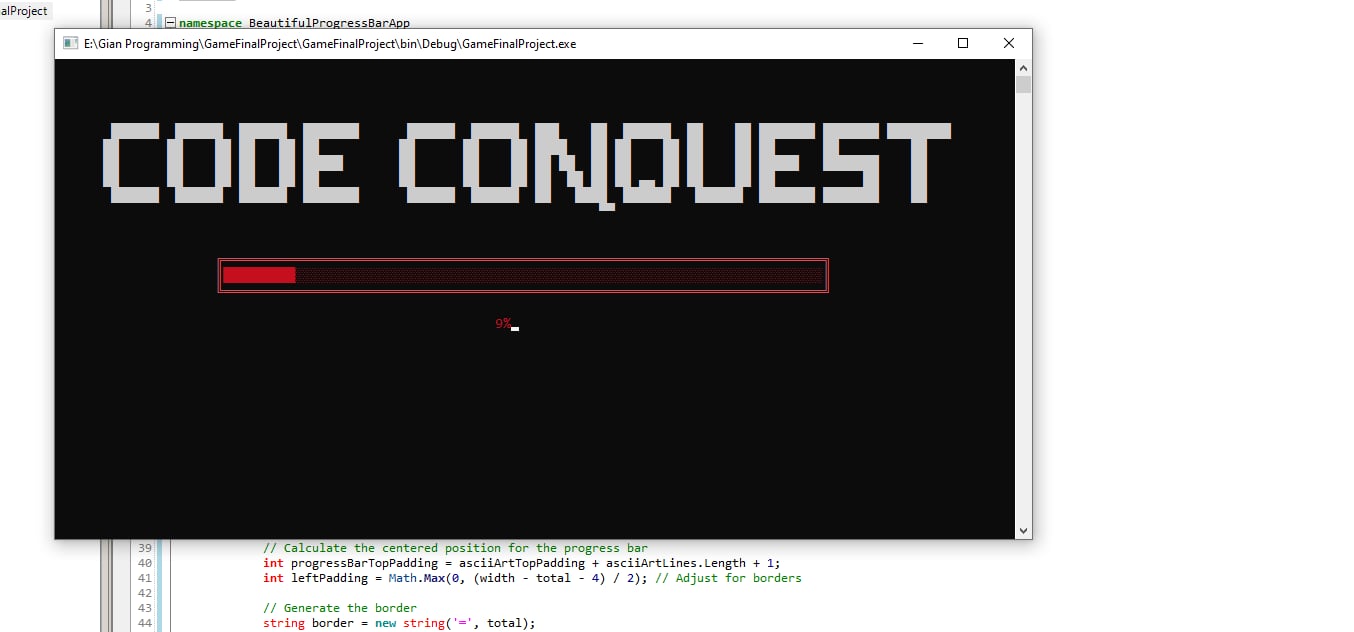 alProject
3
4 namespace BeautifulProgressBarApp
E:\Gian Programming\GameFinalProject\GameFinalProject\bin\Debug\GameFinalProject.exe
CODE CONQUEST
9%
39 // Calculate the centered position for the progress bar
40 int progressBarTopPadding = asciiArtTopPadding + asciiArtLines.Length + 1;
41 int leftPadding = Math.Max(0, (width - total - 4) / 2); // Adjust for borders
42
43 // Generate the border
44 string border = new string('=', total);